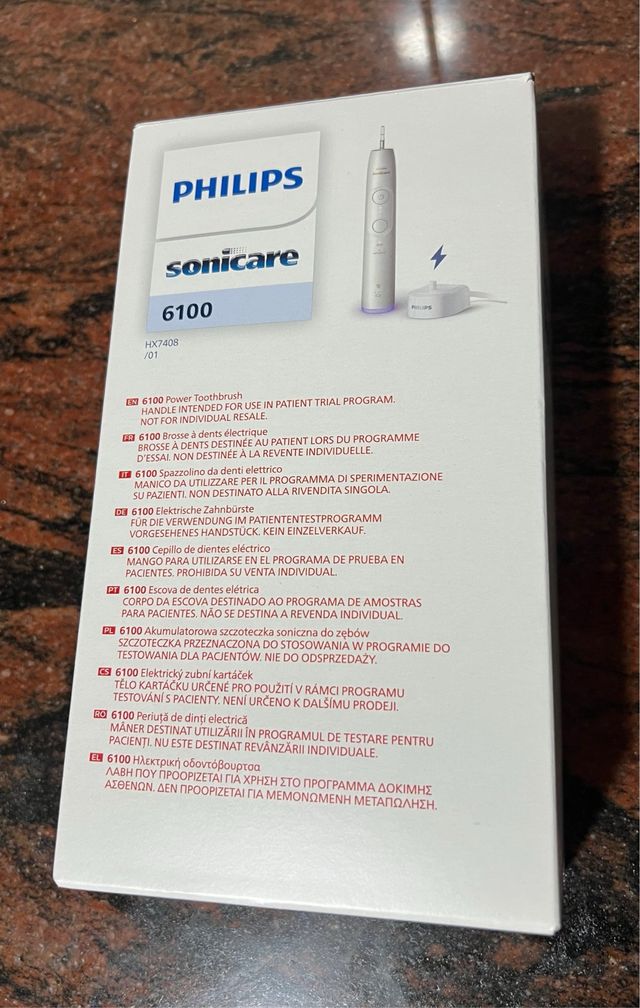 PHILIPS
sonicare
6100
HX7408
/01
PHILIPS
EN 6100 Power Toothbrush
HANDLE INTENDED FOR USE IN PATIENT TRIAL PROGRAM.
NOT FOR INDIVIDUAL RESALE.
FR 6100 Brosse à dents électrique
BROSSE À DENTS DESTINÉE AU PATIENT LORS DU PROGRAMME
D'ESSAI. NON DESTINÉE À LA REVENTE INDIVIDUELLE.
IT 6100 Spazzolino da denti elettrico
MANICO DA UTILIZZARE PER IL PROGRAMMA DI SPERIMENTAZIONE
SU PAZIENTI. NON DESTINATO ALLA RIVENDITA SINGOLA.
DE 6100 Elektrische Zahnbürste
FÜR DIE VERWENDUNG IM PATIENTENTESTPROGRAMM
VORGESEHENES HANDSTÜCK. KEIN EINZELVERKAUF.
ES 6100 Cepillo de dientes eléctrico
MANGO PARA UTILIZARSE EN EL PROGRAMA DE PRUEBA EN
PACIENTES. PROHIBIDA SU VENTA INDIVIDUAL.
PT 6100 Escova de dentes elétrica
CORPO DA ESCOVA DESTINADO AO PROGRAMA DE AMOSTRAS
PARA PACIENTES. NÃO SE DESTINA A REVENDA INDIVIDUAL.
PL 6100 Akumulatorowa szczoteczka soniczna do zębów
SZCZOTECZKA PRZEZNACZONA DO STOSOWANIA W PROGRAMIE DO
TESTOWANIA DLA PACJENTÓW. NIE DO ODSPRZEDAŻY.
CS 6100 Elektrický zubní kartáček
TĚLO KARTÁČKU URČENÉ PRO POUŽITÍ V RÁMCI PROGRAMU
TESTOVÁNÍ S PACIENTY. NENÍ URČENO K DALŠÍMU PRODEJI.
RO 6100 Periuță de dinți electrică
MÂNER DESTINAT UTILIZĂRII ÎN PROGRAMUL DE TESTARE PENTRU
PACIENȚI. NU ESTE DESTINAT REVÂNZĂRII INDIVIDUALE.
EL 6100 Ηλεκτρική οδοντόβουρτσα
ΛΑΒΗ ΠΟΥ ΠΡΟΟΡΙΖΕΤΑΙ ΓΙΑ ΧΡΗΣΗ ΣΤΟ ΠΡΟΓΡΑΜΜΑ ΔΟΚΙΜΗΣ
ΑΣΘΕΝΩΝ. ΔΕΝ ΠΡΟΟΡΙΖΕΤΑΙ ΓΙΑ ΜΕΜΟΝΩΜΕΝΗ ΜΕΤΑΠΩΛΗΣΗ.